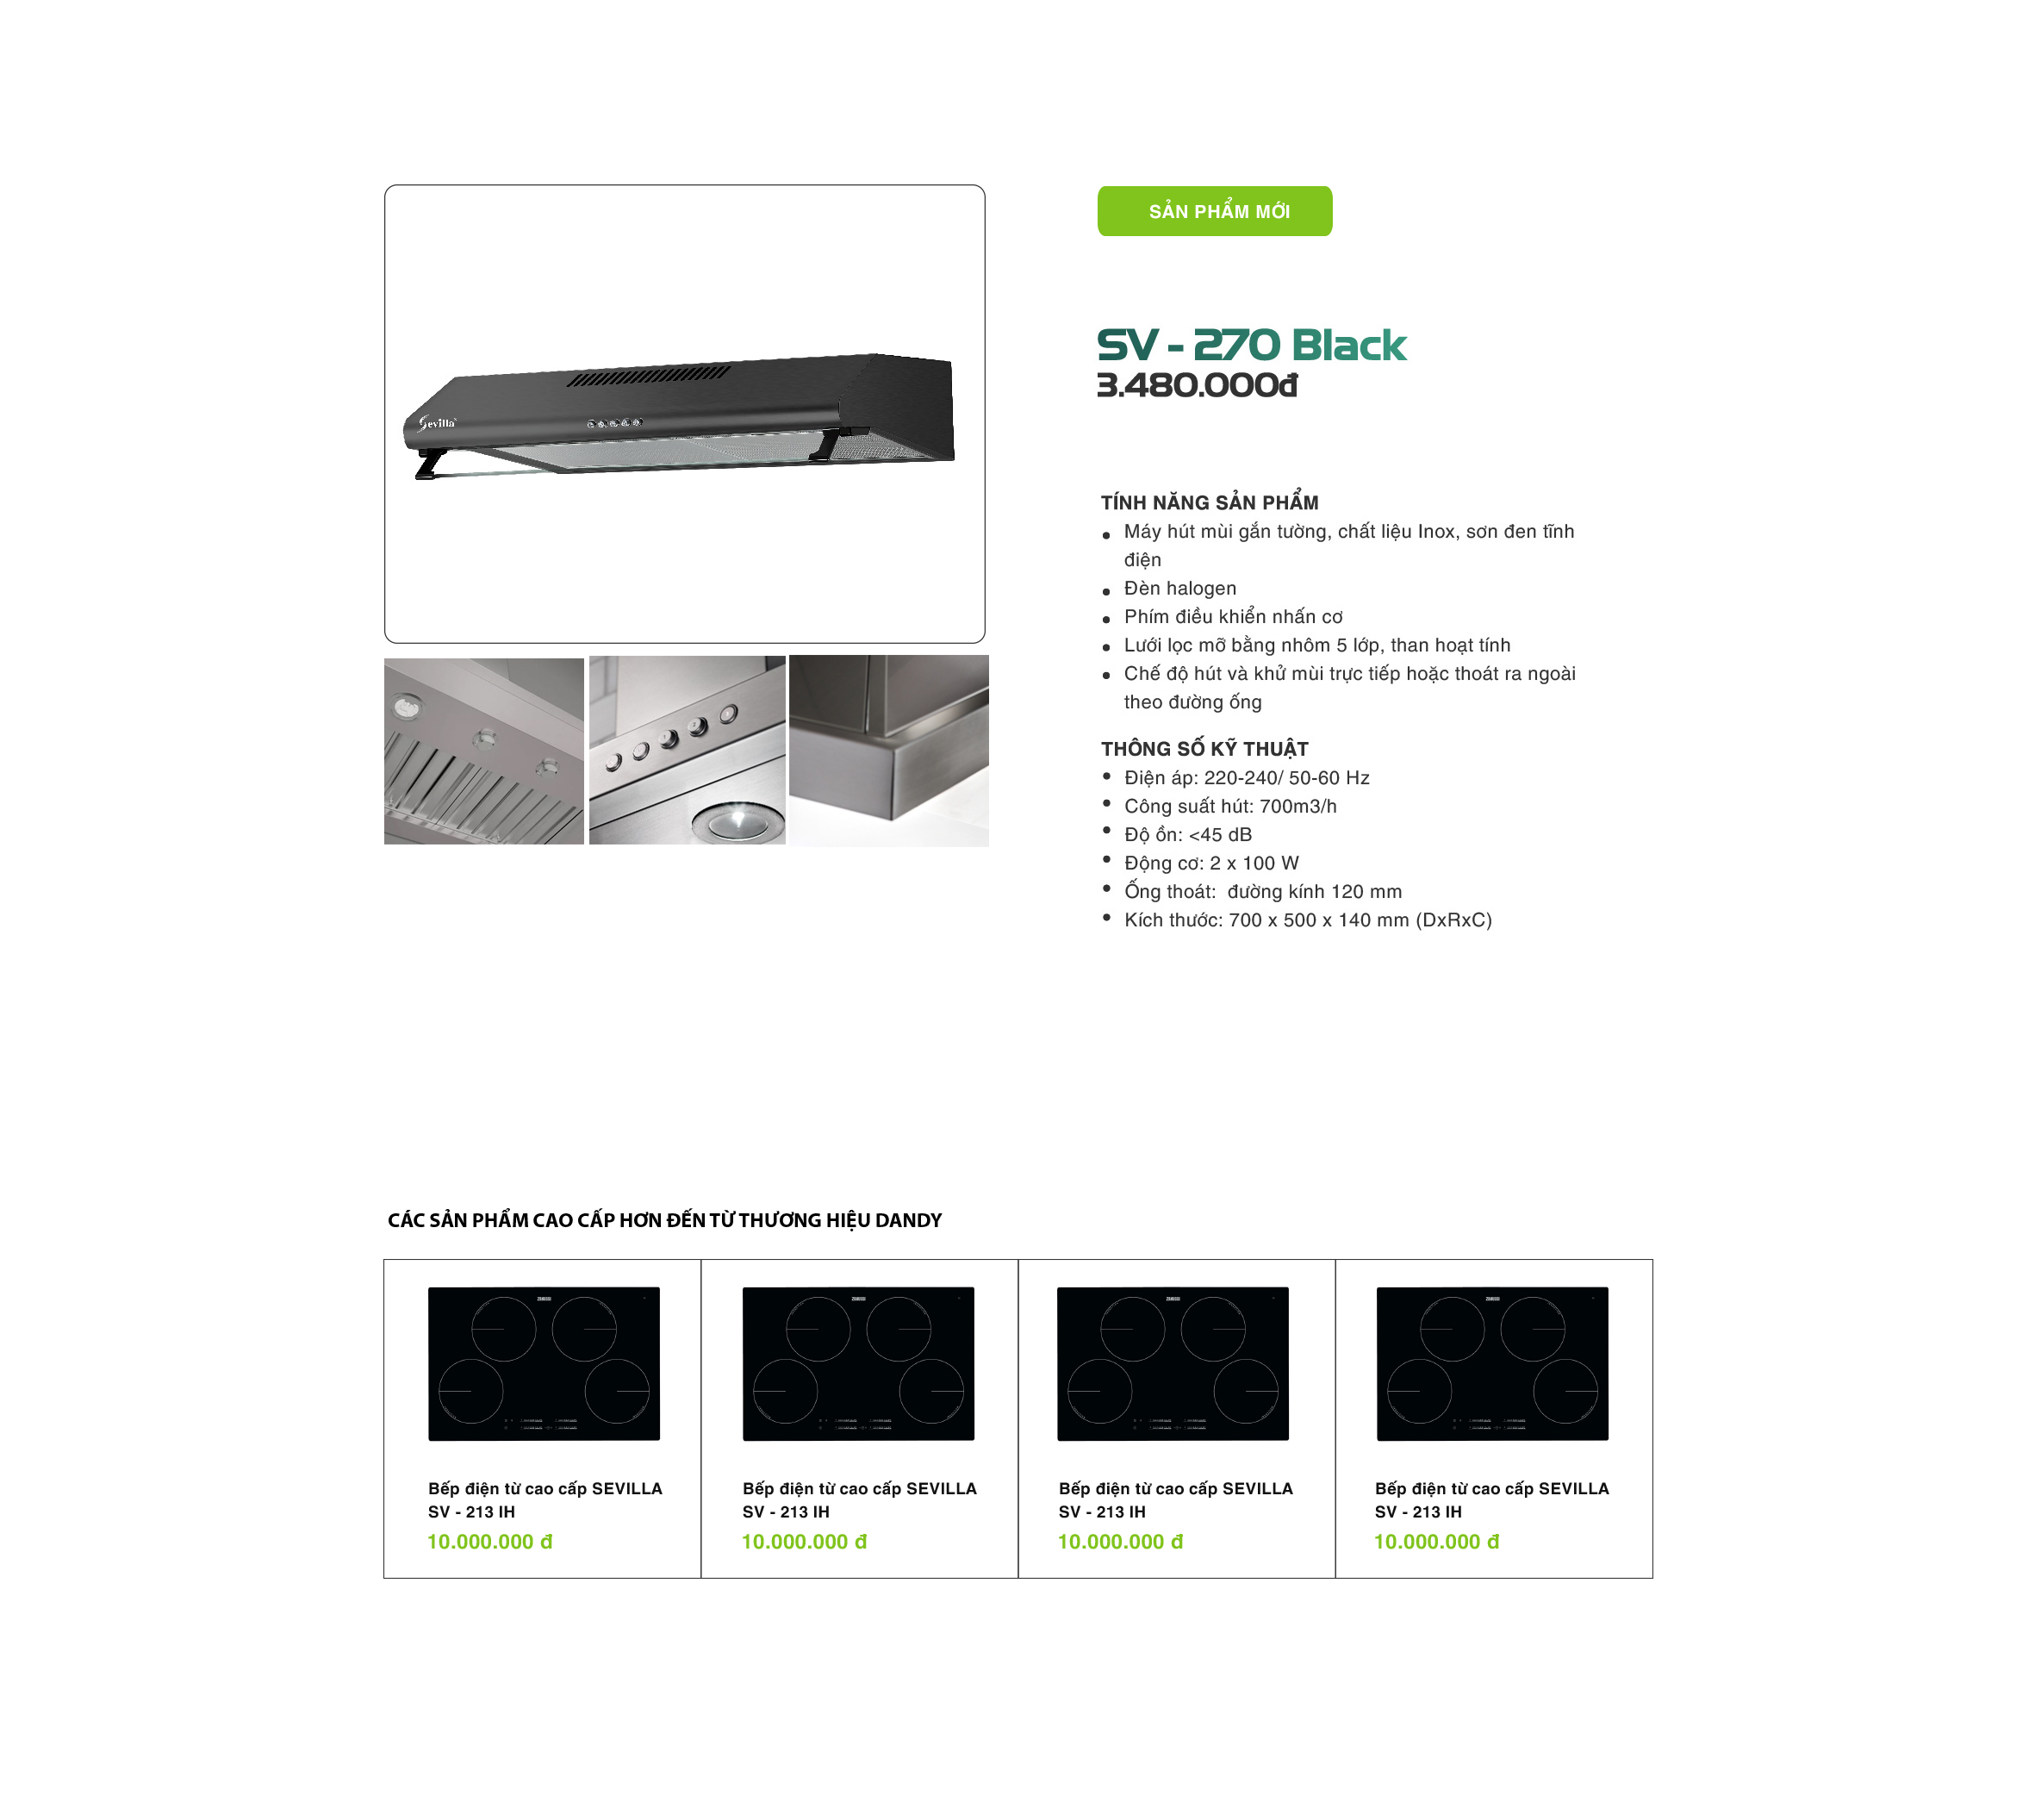 SẢN PHẨM MỚI
SV - 270 Black
3.480.000đ
Sevilla
TÍNH NĂNG SẢN PHẨM
Máy hút mùi gắn tường, chất liệu Inox, sơn đen tĩnh
điện
Đèn halogen
Phím điều khiển nhấn cơ
Lưới lọc mỡ bằng nhôm 5 lớp, than hoạt tính
Chế độ hút và khử mùi trực tiếp hoặc thoát ra ngoài
theo đường ống
THÔNG SỐ KỸ THUẬT
Điện áp: 220-240/ 50-60 Hz
Công suất hút: 700m3/h
Độ ồn: <45 dB
Động cơ: 2 x 100 W
Ống thoát: đường kính 120 mm
Kích thước: 700 x 500 x 140 mm (DxRxC)
CÁC SẢN PHẨM CAO CẤP HƠN ĐẾN TỪ THƯƠNG HIỆU DANDY
Bếp điện từ cao cấp SEVILLA
SV - 213 IH
10.000.000 đ
Bếp điện từ cao cấp SEVILLA
SV - 213 IH
10.000.000 đ
Bếp điện từ cao cấp SEVILLA
SV - 213 IH
10.000.000 đ
Bếp điện từ cao cấp SEVILLA
SV - 213 IH
10.000.000 đ